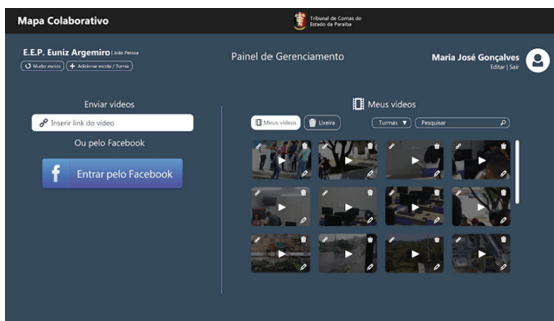 Mapa Colaborativo
Tribunal de Contas do
Estado da Paraíba
E.E.P. Euniz Argemiro | João Pessoa
Mudar escola
+ Adicionar escola / Turma
Painel de Gerenciamento
Maria José Gonçalves
Editar | Sair
Enviar vídeos
Inserir link do vídeo
Ou pelo Facebook
f Entrar pelo Facebook
Meus vídeos
Meus vídeos
Lixeira
Turmas ▼
Pesquisar